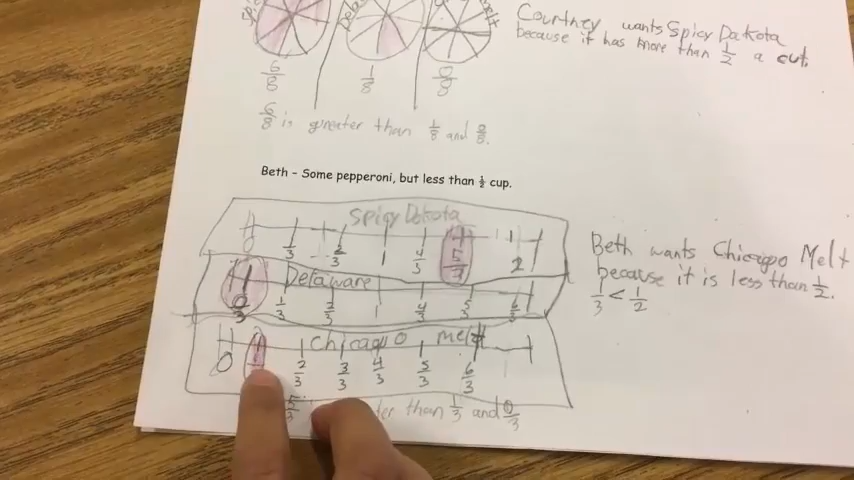 Courtney wants Spicy Dakota
because it has more than 1/2 a cut.
6/8 1/8 0/8
6/8 is greater than 1/8 and 0/8.
Beth - Some pepperoni, but less than 1/2 cup.
Spicy Dakota
0 1/3 2/3 1 4/3 5/3 2
Delaware
0/3 1/3 2/3 1 4/3 5/3 6/3
Chicago melt
0 2/3 3/3 4/3 5/3 6/3
5/3 than 1/3 and 0/3
Beth wants Chicagoo Melt
because it is less than 1/2.
1/3 < 1/2